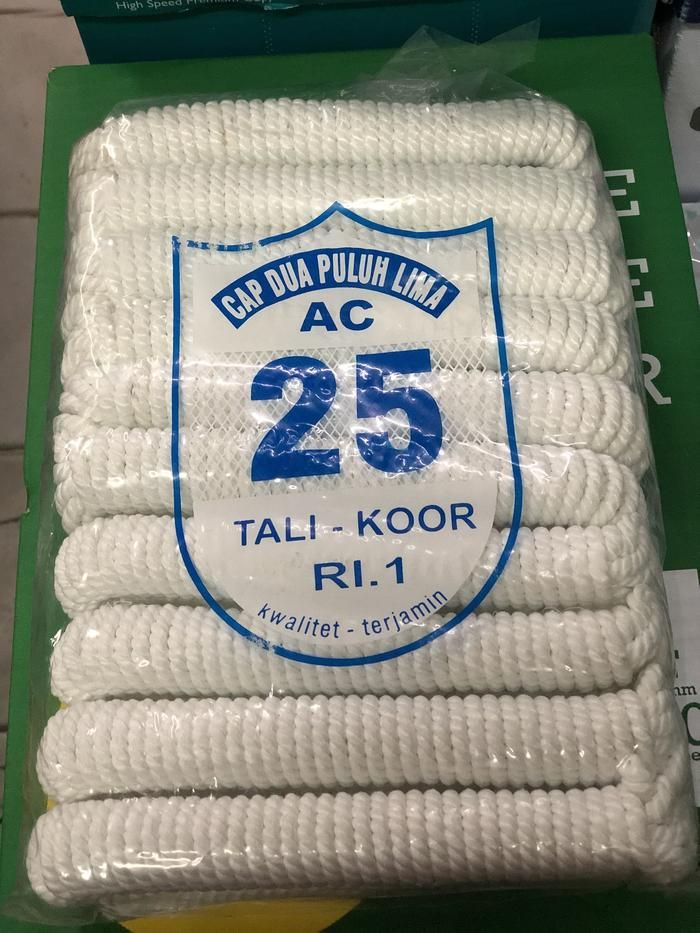 High Speed Premium
CAP DUA PULUH LIMA
AC
25
TALI - KOOR
RI.1
kwalitet - terjamin
E
E
R